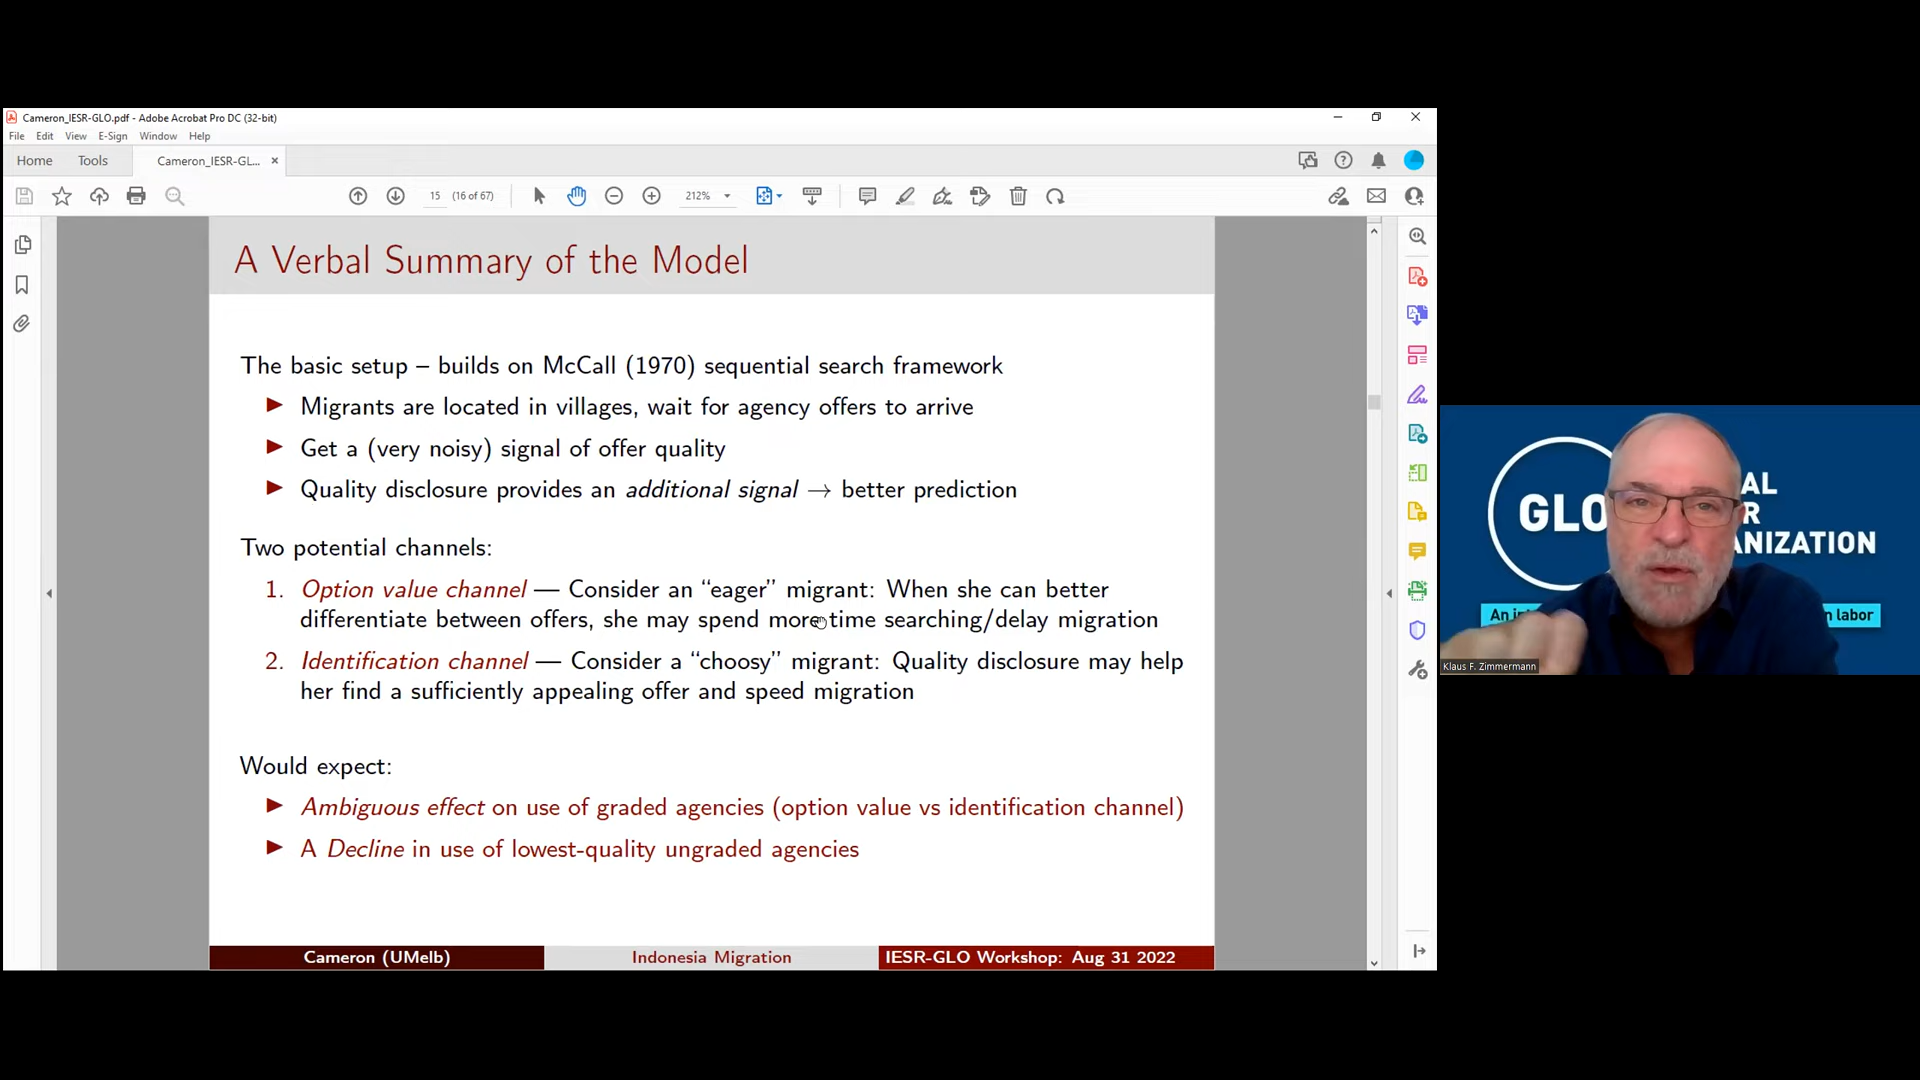 Cameron_IESR-GLO.pdf - Adobe Acrobat Pro DC (32-bit)
File Edit View E-Sign Window Help
Home Tools Cameron_IESR-GL...
15 (16 of 67) 212%
A Verbal Summary of the Model
The basic setup – builds on McCall (1970) sequential search framework
Migrants are located in villages, wait for agency offers to arrive
Get a (very noisy) signal of offer quality
Quality disclosure provides an additional signal → better prediction
Two potential channels:
1. Option value channel — Consider an “eager” migrant: When she can better
differentiate between offers, she may spend more time searching/delay migration
2. Identification channel — Consider a “choosy” migrant: Quality disclosure may help
her find a sufficiently appealing offer and speed migration
Would expect:
Ambiguous effect on use of graded agencies (option value vs identification channel)
A Decline in use of lowest-quality ungraded agencies
Cameron (UMelb) Indonesia Migration IESR-GLO Workshop: Aug 31 2022
GLO
labor
Klaus F. Zimmermann